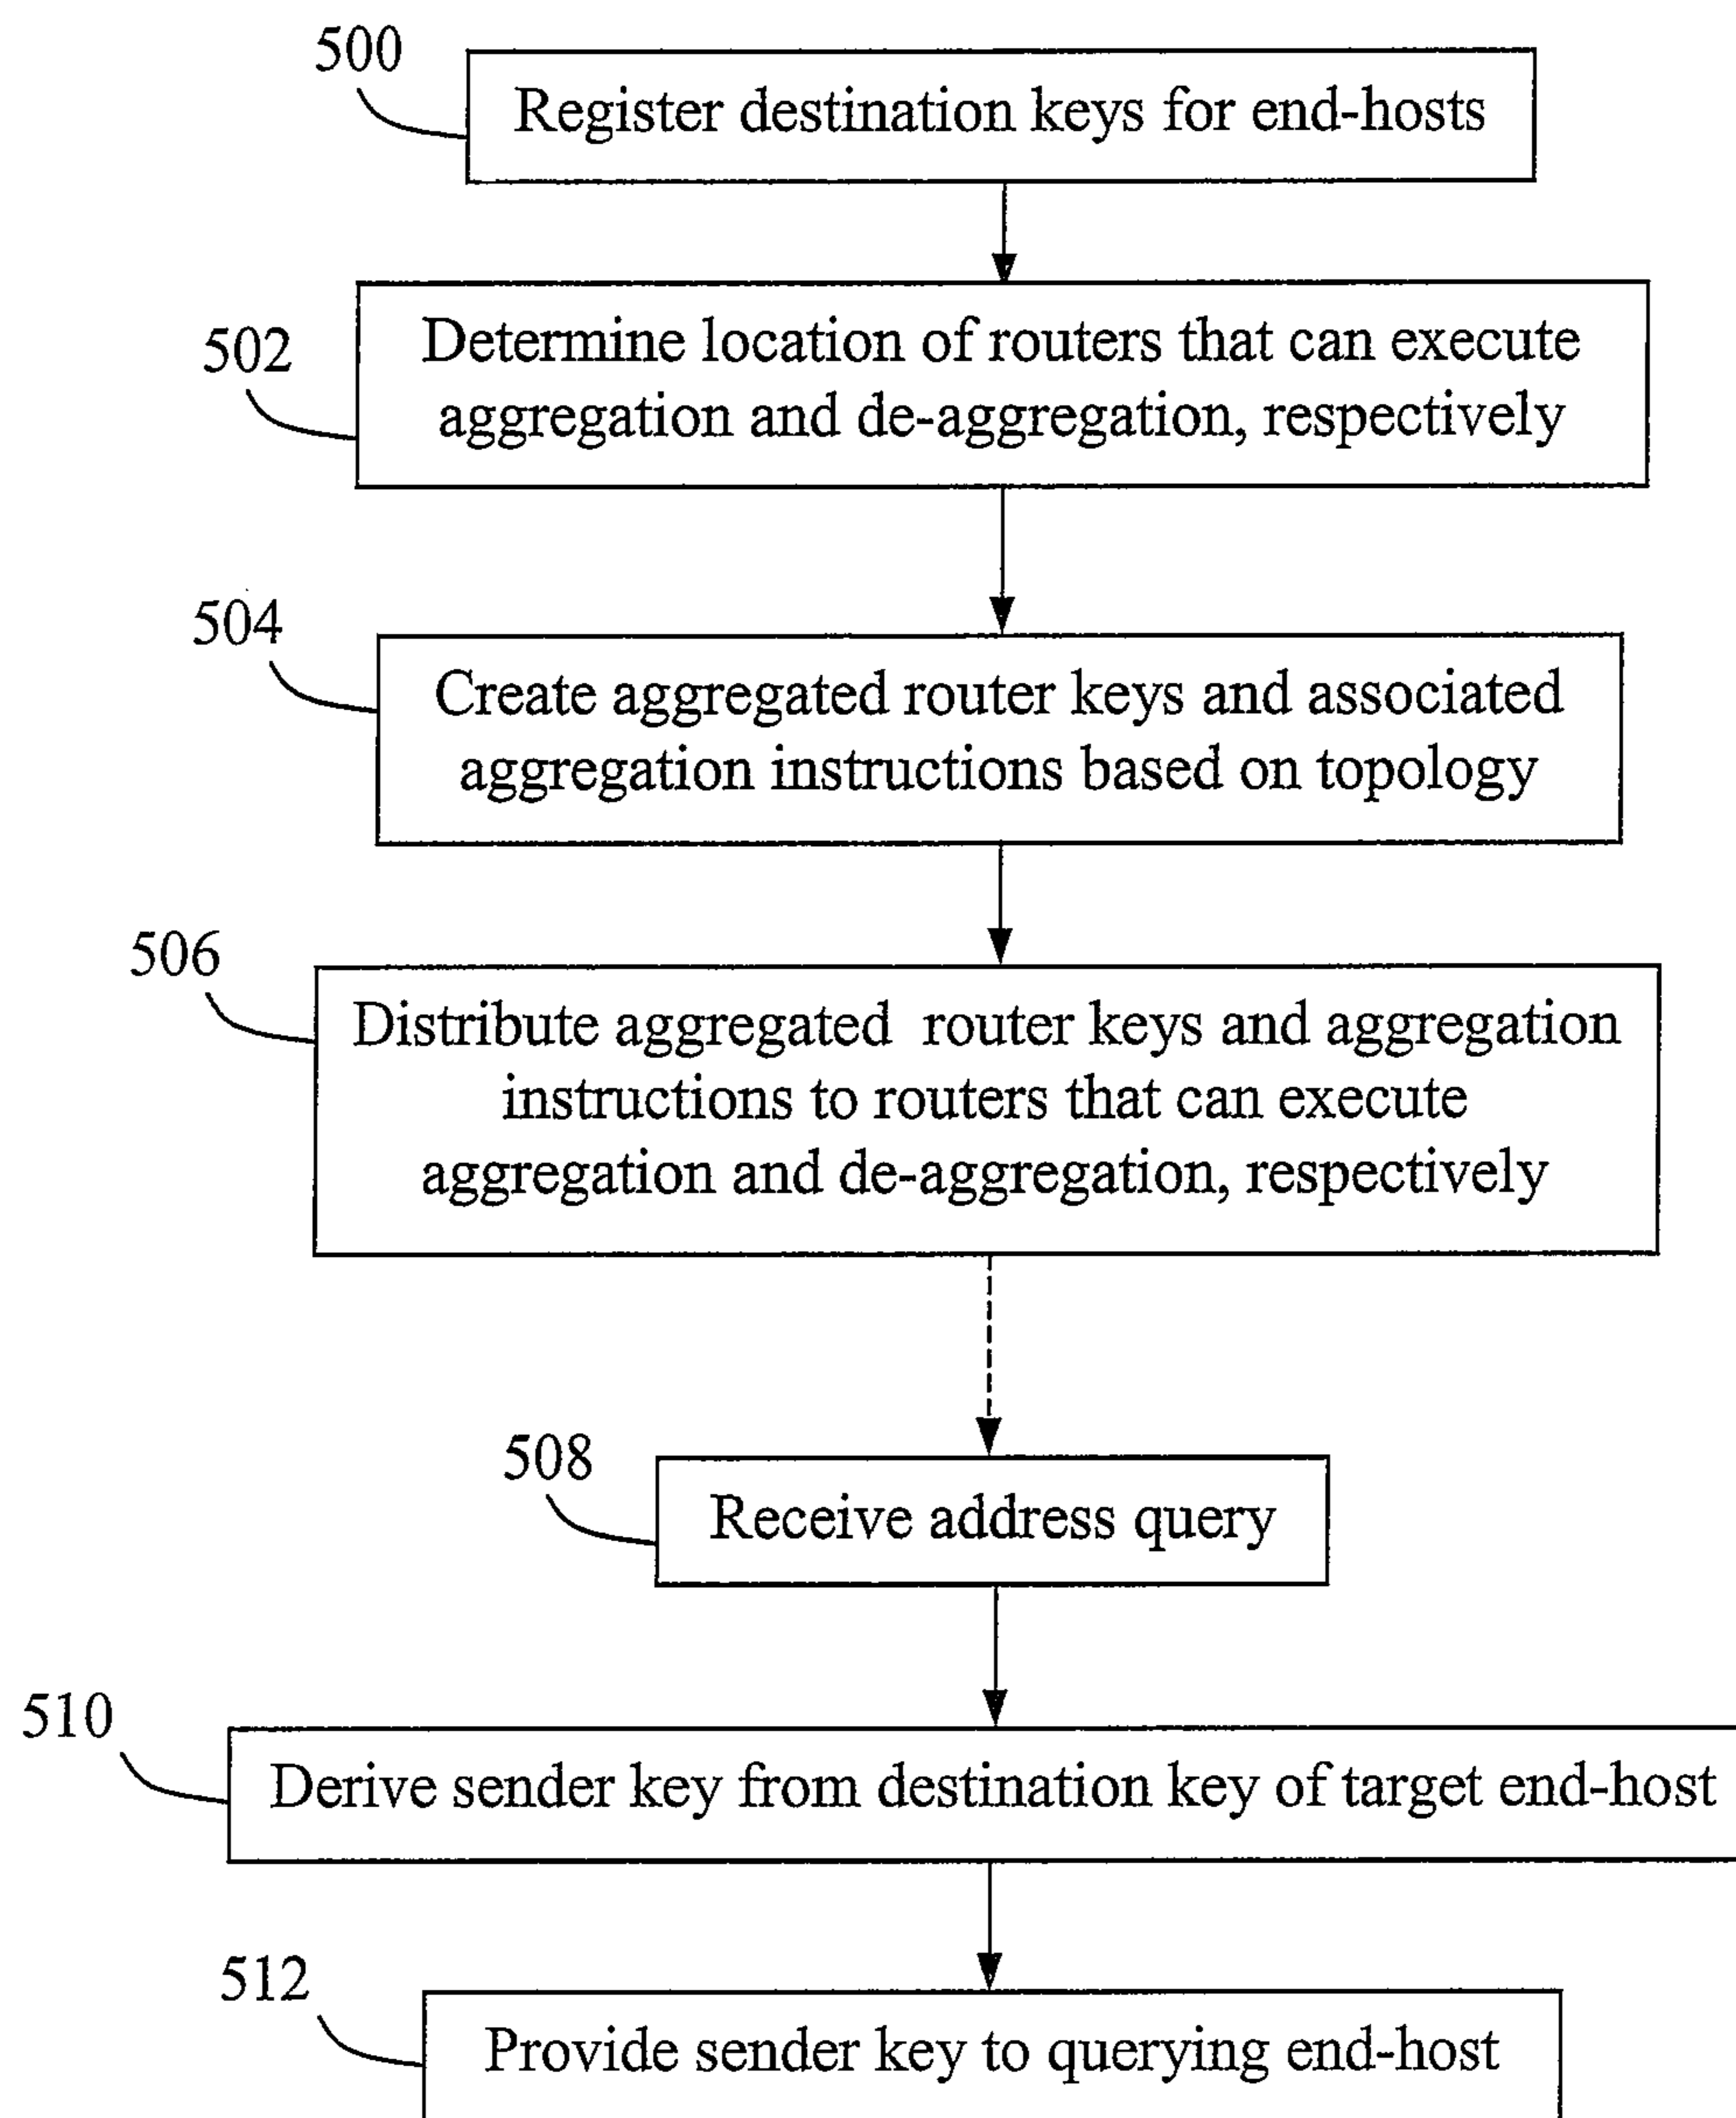 500
Register destination keys for end-hosts
502
Determine location of routers that can execute
aggregation and de-aggregation, respectively
504
Create aggregated router keys and associated
aggregation instructions based on topology
506
Distribute aggregated router keys and aggregation
instructions to routers that can execute
aggregation and de-aggregation, respectively
508
Receive address query
510
Derive sender key from destination key of target end-host
512
Provide sender key to querying end-host